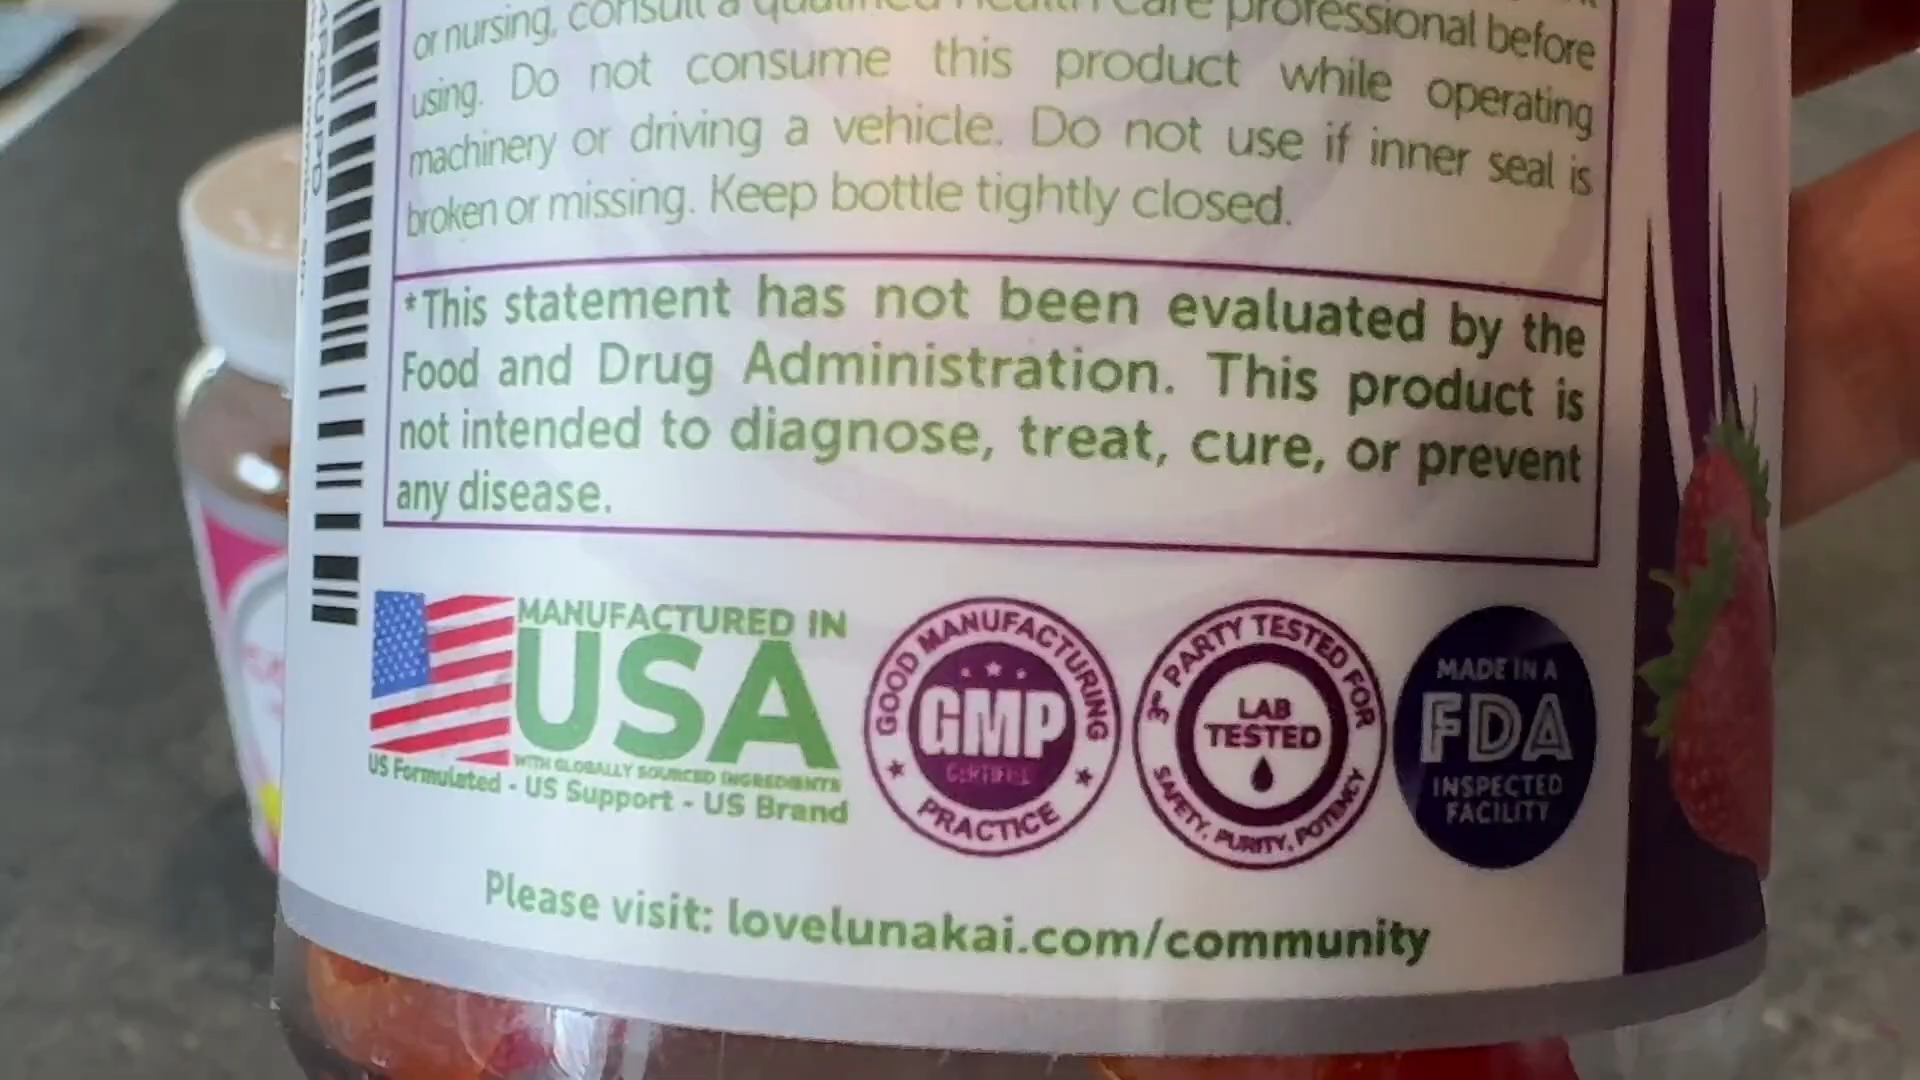 or nursing, consult a qualified Health Care professional before
using. Do not consume this product while operating
machinery or driving a vehicle. Do not use if inner seal is
broken or missing. Keep bottle tightly closed.
*This statement has not been evaluated by the
Food and Drug Administration. This product is
not intended to diagnose, treat, cure, or prevent
any disease.
MANUFACTURED IN
USA
WITH GLOBALLY SOURCED INGREDIENTS
US Formulated - US Support - US Brand
GOOD MANUFACTURING
GMP
CERTIFIED
PRACTICE
3RD PARTY TESTED FOR
LAB
TESTED
SAFETY, PURITY, POTENCY
MADE IN A
FDA
INSPECTED
FACILITY
Please visit: lovelunakai.com/community